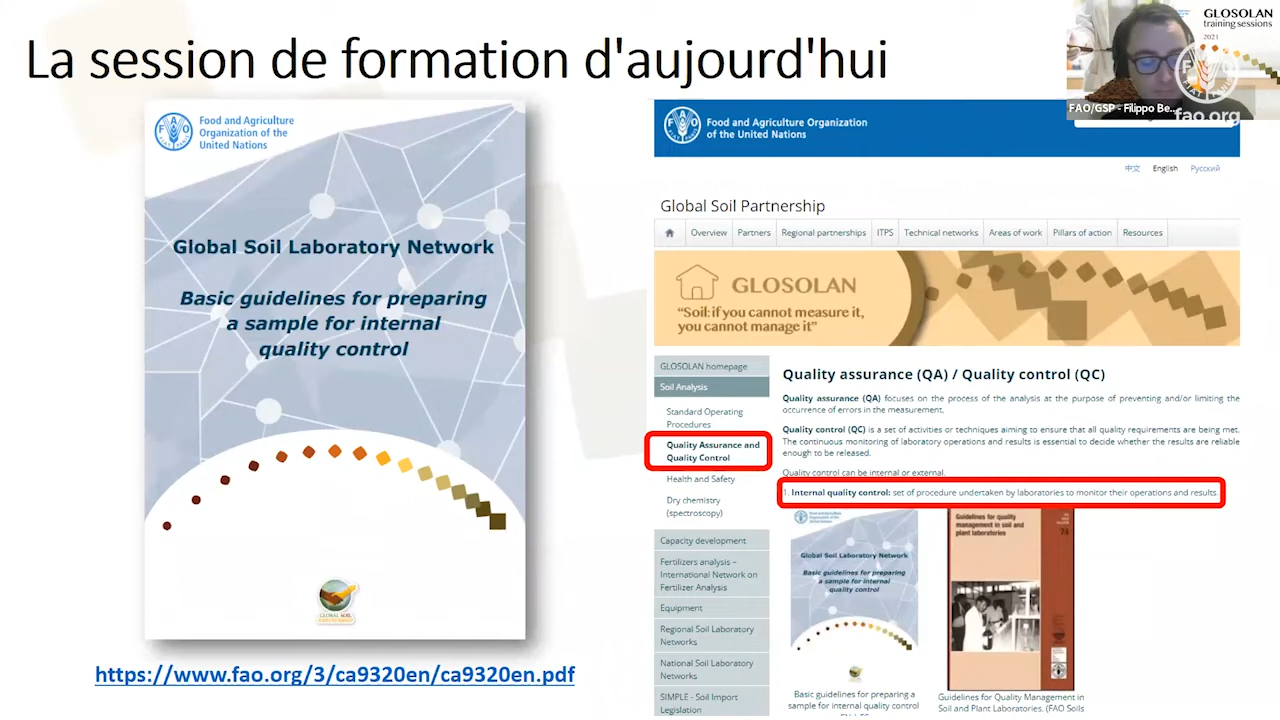 La session de formation d'aujourd'hui
GLOSOLAN
training sessions
2021
FAO/GSP - Filippo Be...
fao.org
Food and Agriculture
Organization of the
United Nations
Global Soil Laboratory Network
Basic guidelines for preparing
a sample for internal
quality control
GLOBAL SOIL
https://www.fao.org/3/ca9320en/ca9320en.pdf
Food and Agriculture Organization
of the United Nations
中文 English Русский
Global Soil Partnership
Overview Partners Regional partnerships ITPS Technical networks Areas of work Pillars of action Resources
GLOSOLAN
“Soil: if you cannot measure it,
you cannot manage it”
GLOSOLAN homepage
Soil Analysis
Standard Operating
Procedures
Quality Assurance and
Quality Control
Health and Safety
Dry chemistry
(spectroscopy)
Capacity development
Fertilizers analysis –
International Network on
Fertilizer Analysis
Equipment
Regional Soil Laboratory
Networks
National Soil Laboratory
Networks
SIMPLE - Soil Import
Legislation
Quality assurance (QA) / Quality control (QC)
Quality assurance (QA) focuses on the process of the analysis at the purpose of preventing and/or limiting the
occurrence of errors in the measurement.
Quality control (QC) is a set of activities or techniques aiming to ensure that all quality requirements are being met.
The continuous monitoring of laboratory operations and results is essential to decide whether the results are reliable
enough to be released.
Quality control can be internal or external.
1. Internal quality control: set of procedure undertaken by laboratories to monitor their operations and results.
Global Soil Laboratory Network
Basic guidelines for preparing
a sample for internal
quality control
Basic guidelines for preparing a
sample for internal quality control
Guidelines for quality
management in soil and
plant laboratories
74
Guidelines for Quality Management in
Soil and Plant Laboratories. (FAO Soils